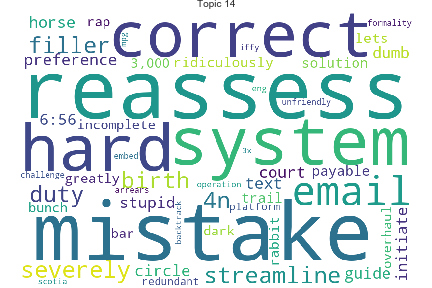 Topic 14
horse rap correct formality
mpg iffy lets
filler dumb
preference 3,000 ridiculously solution
reassess
eng unfriendly
hard system
6:56 incomplete
embed 3x
challenge greatly birth court payable
duty arrears 4n text operation email
bunch stupid trail platform
mistake
bar backtrack dark rabbit overhaul initiate
severely circle streamline guide
scotia redundant